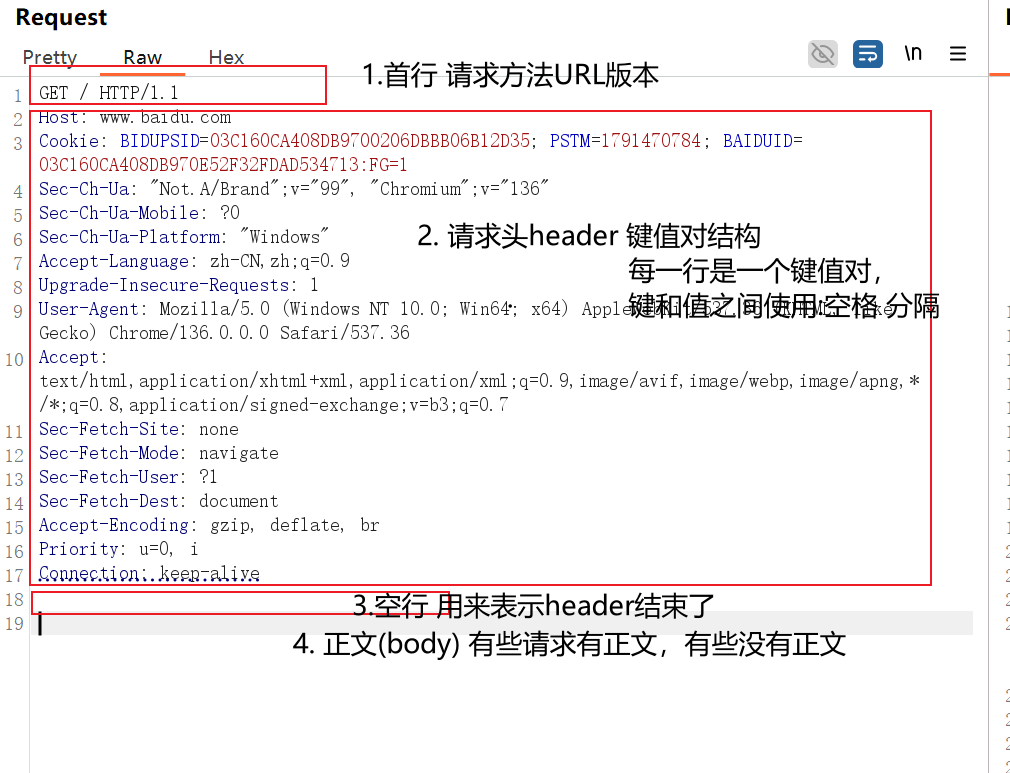 Request
Pretty Raw Hex \n
1.首行 请求方法URL版本
1 GET / HTTP/1.1
2 Host: www.baidu.com
3 Cookie: BIDUPSID=03C160CA408DB9700206DBBB06B12D35; PSTM=1791470784; BAIDUID=
03C160CA408DB970E52F32FDAD534713:FG=1
4 Sec-Ch-Ua: "Not.A/Brand";v="99", "Chromium";v="136"
5 Sec-Ch-Ua-Mobile: ?0
6 Sec-Ch-Ua-Platform: "Windows"
2. 请求头header 键值对结构
每一行是一个键值对，
键和值之间使用:空格 分隔
7 Accept-Language: zh-CN,zh;q=0.9
8 Upgrade-Insecure-Requests: 1
9 User-Agent: Mozilla/5.0 (Windows NT 10.0; Win64; x64)
Gecko) Chrome/136.0.0.0 Safari/537.36
10 Accept:
text/html,application/xhtml+xml,application/xml;q=0.9,image/avif,image/webp,image/apng,*
/*;q=0.8,application/signed-exchange;v=b3;q=0.7
11 Sec-Fetch-Site: none
12 Sec-Fetch-Mode: navigate
13 Sec-Fetch-User: ?1
14 Sec-Fetch-Dest: document
15 Accept-Encoding: gzip, deflate, br
16 Priority: u=0, i
17 Connection: keep-alive
18
3.空行 用来表示header结束了
19
4. 正文(body) 有些请求有正文，有些没有正文